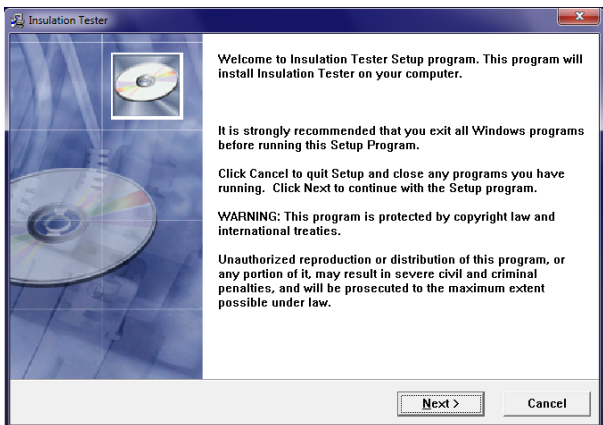 Insulation Tester
Welcome to Insulation Tester Setup program. This program will
install Insulation Tester on your computer.
It is strongly recommended that you exit all Windows programs
before running this Setup Program.
Click Cancel to quit Setup and close any programs you have
running. Click Next to continue with the Setup program.
WARNING: This program is protected by copyright law and
international treaties.
Unauthorized reproduction or distribution of this program, or
any portion of it, may result in severe civil and criminal
penalties, and will be prosecuted to the maximum extent
possible under law.
Next >
Cancel